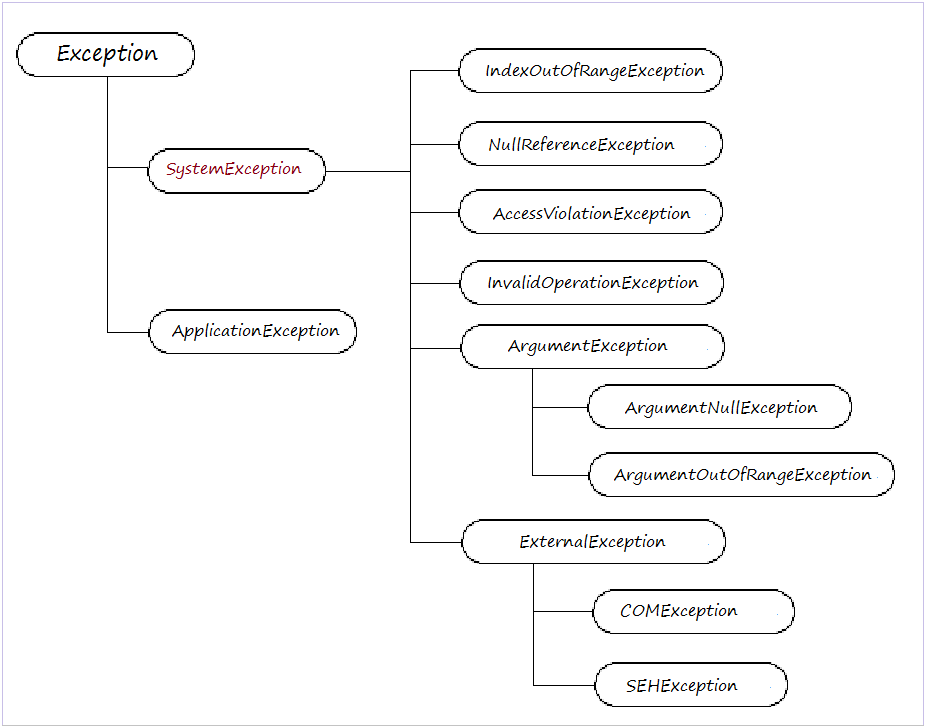 Exception
SystemException
ApplicationException
IndexOutOfRangeException
NullReferenceException
AccessViolationException
InvalidOperationException
ArgumentException
ArgumentNullException
ArgumentOutOfRangeException
ExternalException
COMException
SEHException